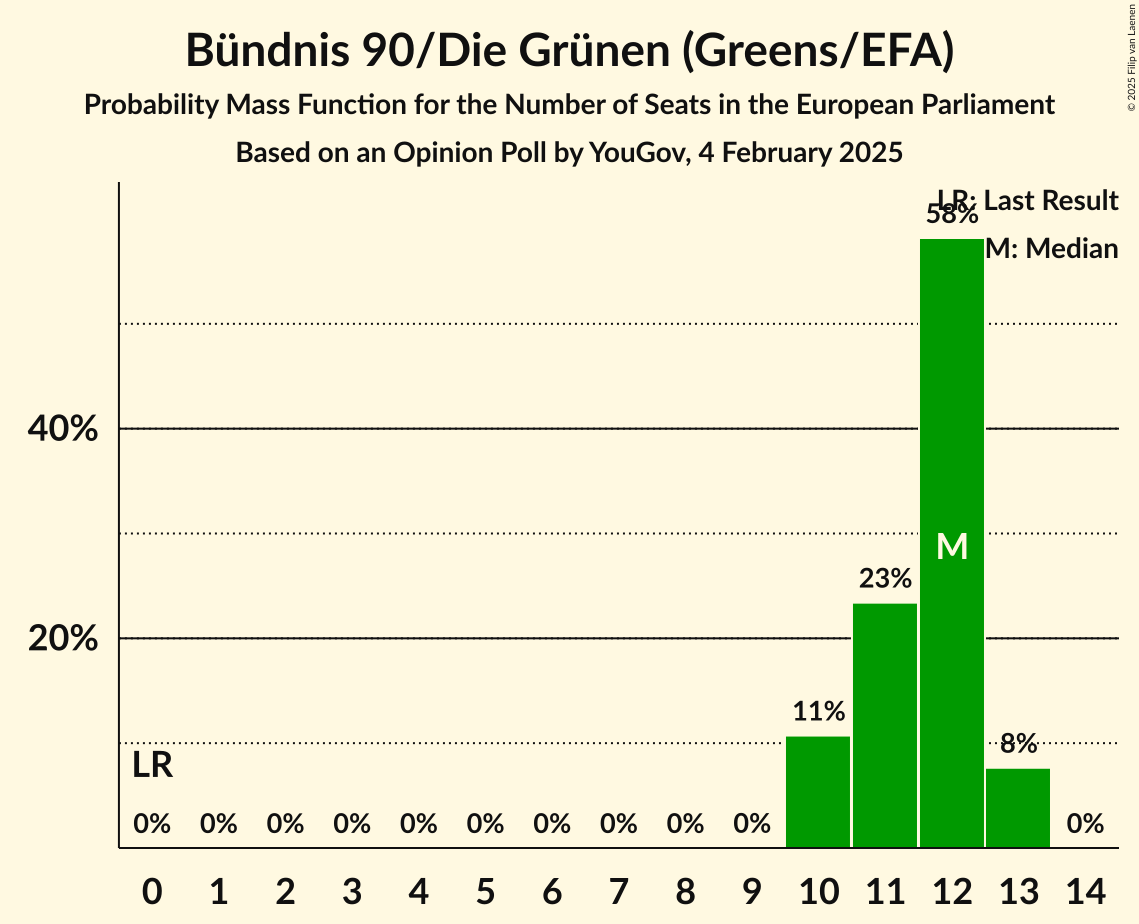 Bündnis 90/Die Grünen (Greens/EFA)
Probability Mass Function for the Number of Seats in the European Parliament
Based on an Opinion Poll by YouGov, 4 February 2025
© 2025 Filip van Laenen
LR: Last Result
58%
M: Median
40%
M
23%
20%
11%
8%
LR
0% 0% 0% 0% 0% 0% 0% 0% 0% 0% 0%
0 1 2 3 4 5 6 7 8 9 10 11 12 13 14